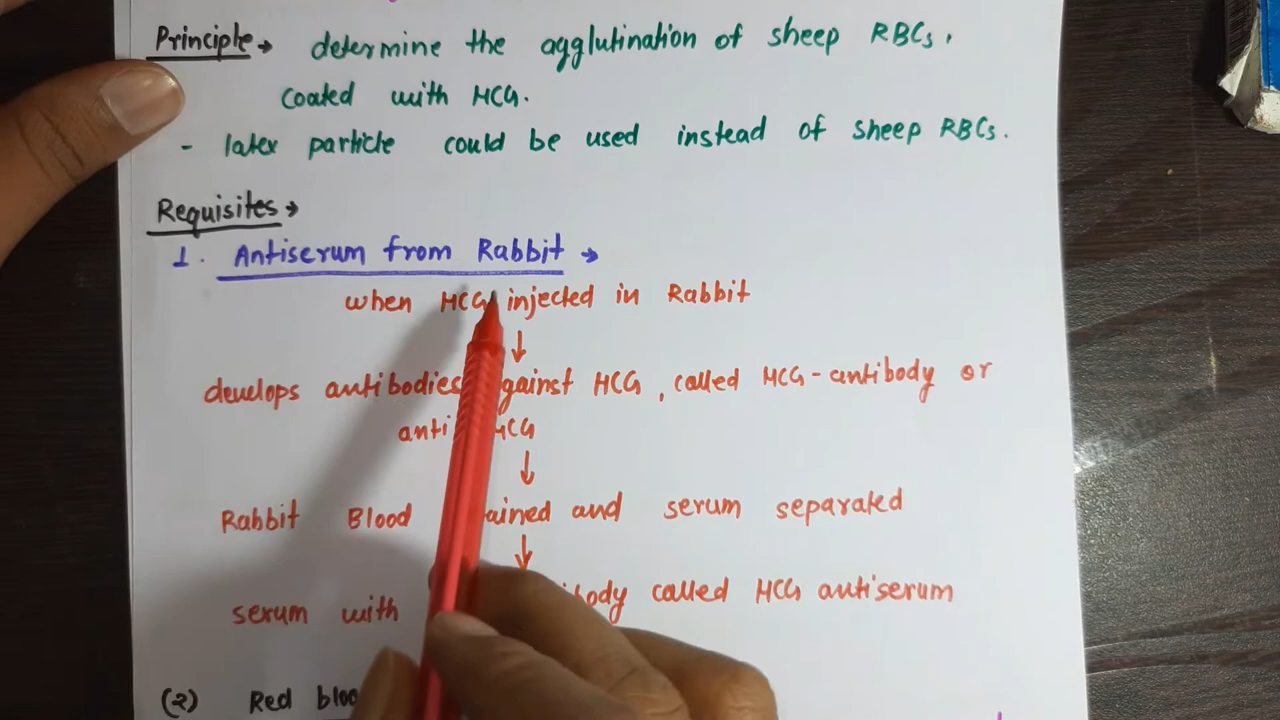 Principle → determine the agglutination of sheep RBCs,
coated with HCG.
- latex particle could be used instead of sheep RBCs.
Requisites →
1. Antiserum from Rabbit →
when HCG injected in Rabbit
↓
develops antibodies against HCG, called HCG-antibody or
anti HCG
↓
Rabbit Blood and serum separated
↓
serum with called HCG antiserum
(2) Red